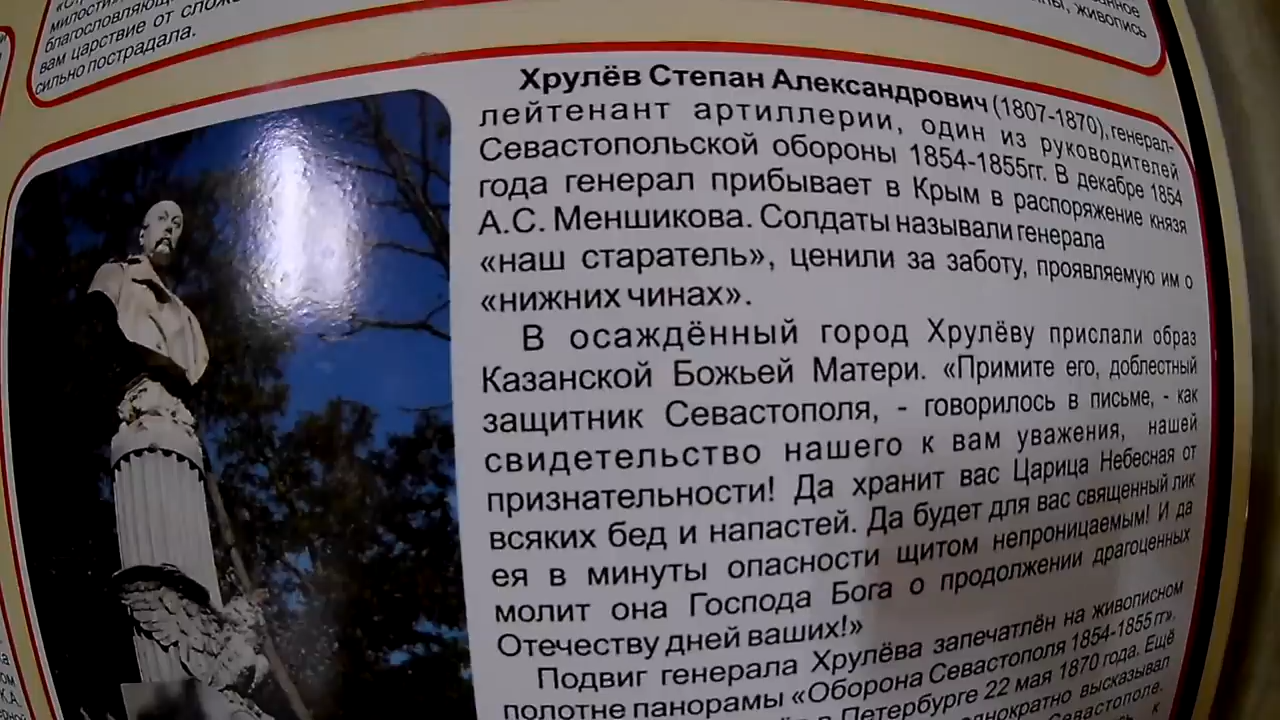 милости
благословляющ
вам царствие от
сильно пострадала.
живопись
Хрулёв Степан Александрович (1807-1870), генерал-
лейтенант артиллерии, один из руководителей
Севастопольской обороны 1854-1855гг. В декабре 1854
года генерал прибывает в Крым в распоряжение князя
А.С. Меншикова. Солдаты называли генерала
«наш старатель», ценили за заботу, проявляемую им о
«нижних чинах».
В осаждённый город Хрулёву прислали образ
Казанской Божьей Матери. «Примите его, доблестный
защитник Севастополя, - говорилось в письме, - как
свидетельство нашего к вам уважения, нашей
признательности! Да хранит вас Царица Небесная от
всяких бед и напастей. Да будет для вас священный лик
ея в минуты опасности щитом непроницаемым! И да
молит она Господа Бога о продолжении драгоценных
Отечеству дней ваших!»
Подвиг генерала Хрулёва запечатлён на живописном
полотне панорамы «Оборона Севастополя 1854-1855 гг».
в Петербурге 22 мая 1870 года. Ещё
высказывал
Севастополе.
к